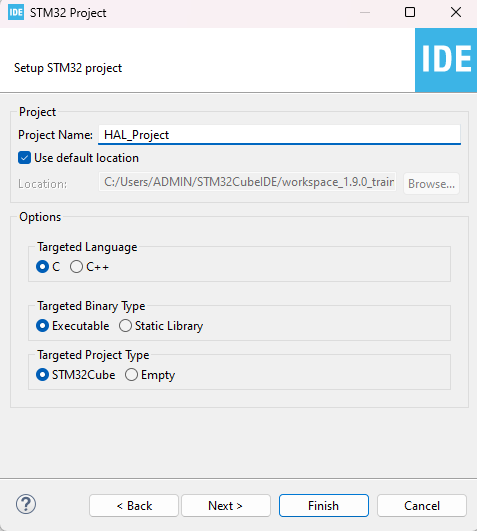 IDE STM32 Project
Setup STM32 project
IDE
Project
Project Name: HAL_Project
Use default location
Location: C:/Users/ADMIN/STM32CubeIDE/workspace_1.9.0_train Browse...
Options
Targeted Language
C C++
Targeted Binary Type
Executable Static Library
Targeted Project Type
STM32Cube Empty
? < Back Next > Finish Cancel